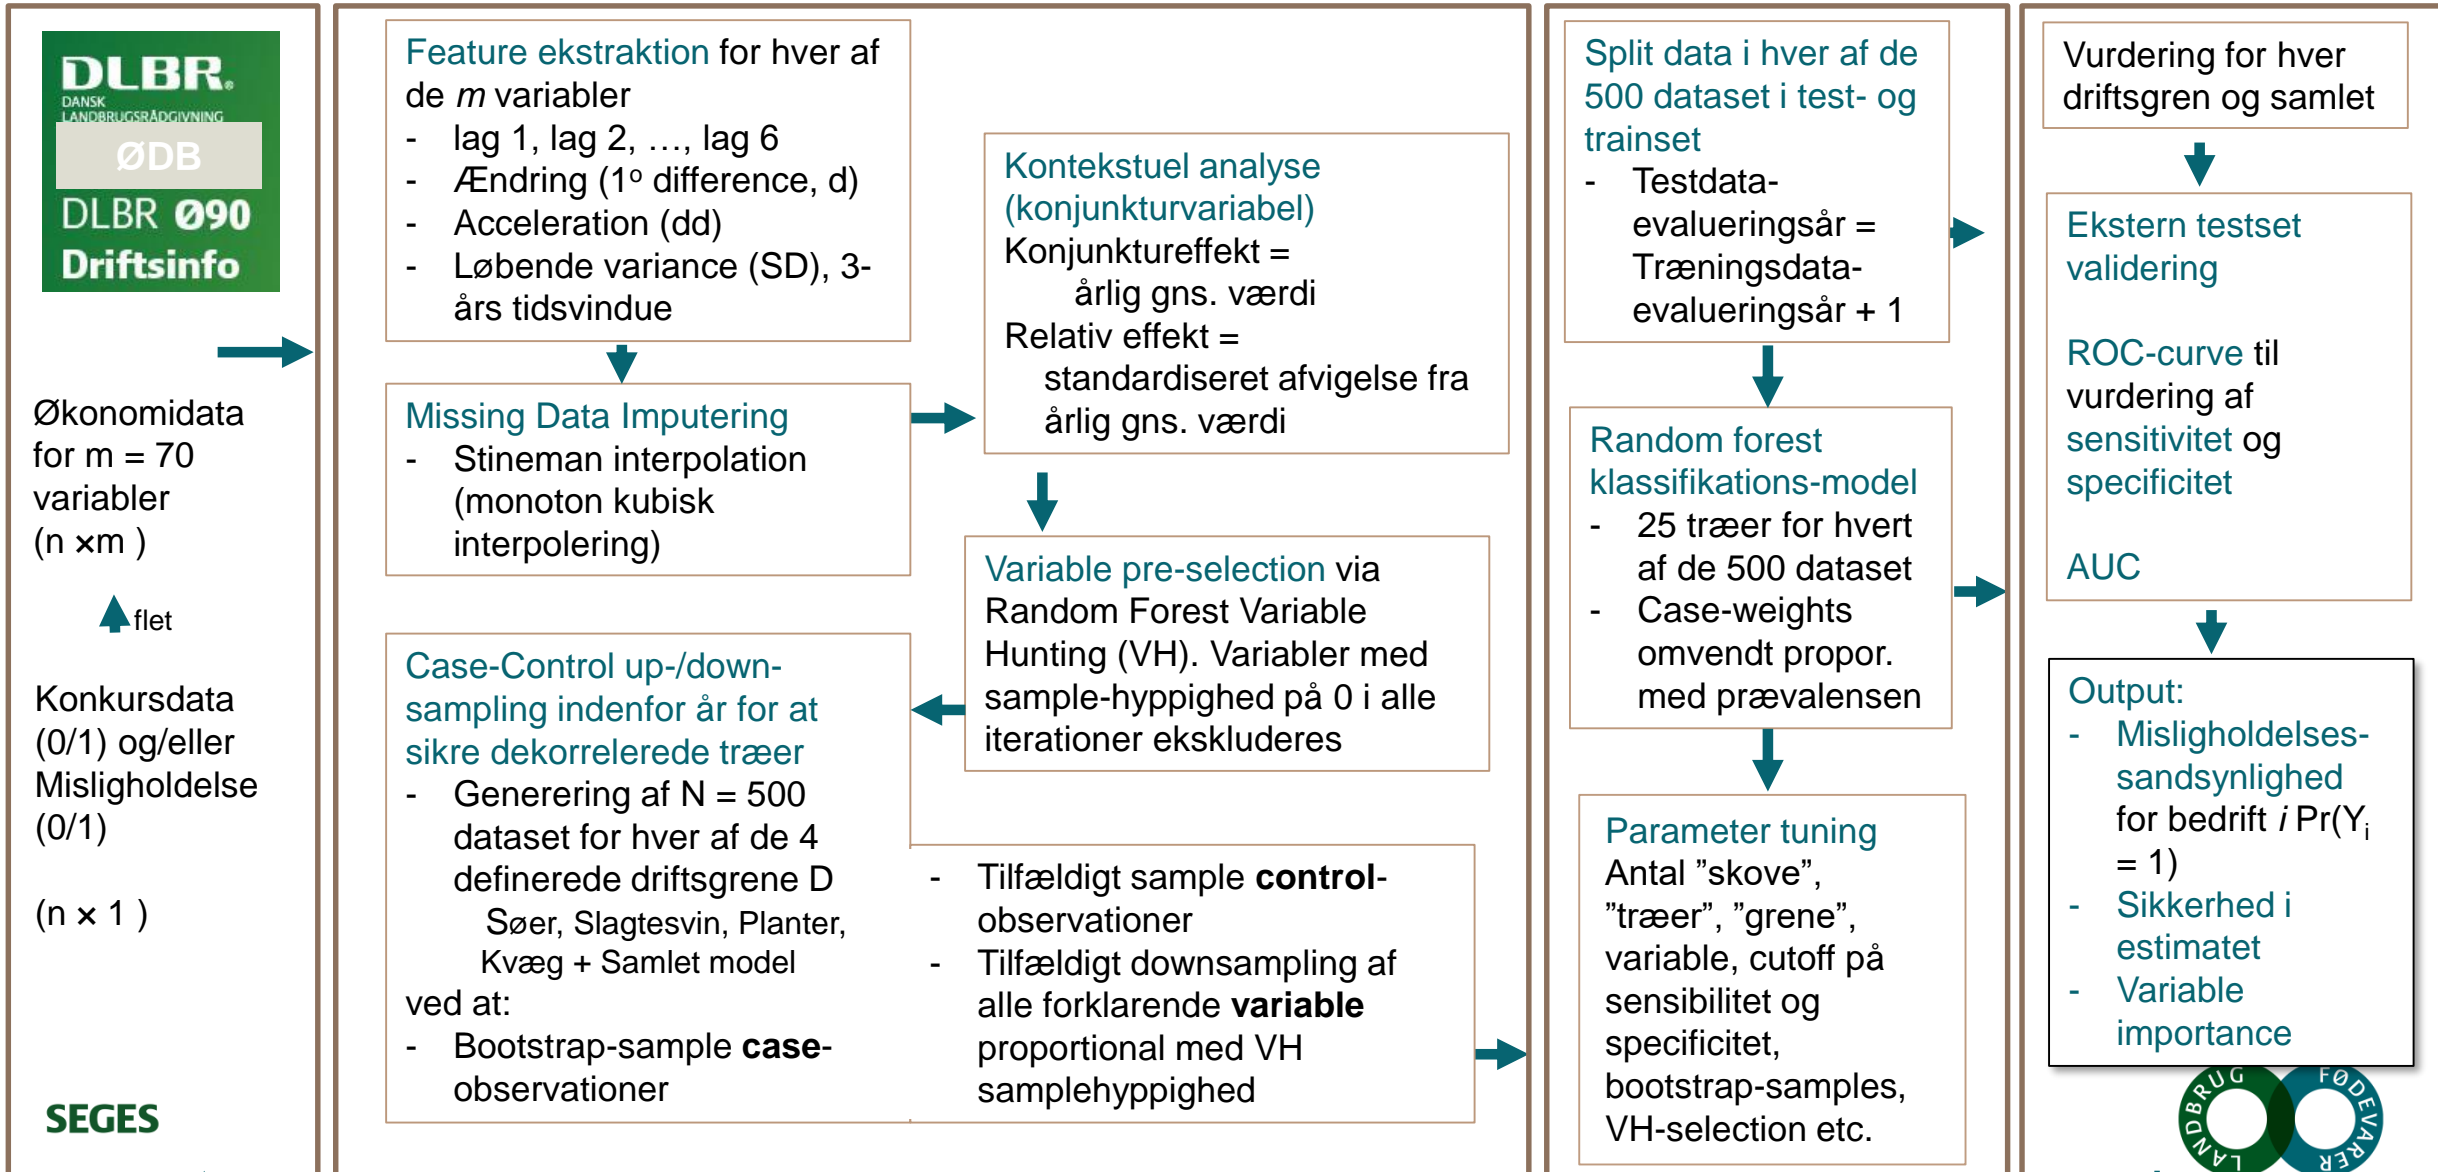 DLBR®
DANSK
LANDBRUGSRÅDGIVNING
ØDB
DLBR Ø90
Driftsinfo
Økonomidata
for m = 70
variabler
(n ×m )
flet
Konkursdata
(0/1) og/eller
Misligholdelse
(0/1)
(n × 1 )
SEGES
Feature ekstraktion for hver af
de m variabler
- lag 1, lag 2, …, lag 6
- Ændring (1º difference, d)
- Acceleration (dd)
- Løbende variance (SD), 3-
års tidsvindue
Missing Data Imputering
- Stineman interpolation
(monoton kubisk
interpolering)
Kontekstuel analyse
(konjunkturvariabel)
Konjunktureffekt =
årlig gns. værdi
Relativ effekt =
standardiseret afvigelse fra
årlig gns. værdi
Variable pre-selection via
Random Forest Variable
Hunting (VH). Variabler med
sample-hyppighed på 0 i alle
iterationer ekskluderes
Case-Control up-/down-
sampling indenfor år for at
sikre dekorrelerede træer
- Generering af N = 500
dataset for hver af de 4
definerede driftsgrene D
Søer, Slagtesvin, Planter,
Kvæg + Samlet model
ved at:
- Bootstrap-sample case-
observationer
- Tilfældigt sample control-
observationer
- Tilfældigt downsampling af
alle forklarende variable
proportional med VH
samplehyppighed
Split data i hver af de
500 dataset i test- og
trainset
- Testdata-
evalueringsår =
Træningsdata-
evalueringsår + 1
Random forest
klassifikations-model
- 25 træer for hvert
af de 500 dataset
- Case-weights
omvendt propor.
med prævalensen
Parameter tuning
Antal ”skove”,
”træer”, ”grene”,
variable, cutoff på
sensibilitet og
specificitet,
bootstrap-samples,
VH-selection etc.
Vurdering for hver
driftsgren og samlet
Ekstern testset
validering
ROC-curve til
vurdering af
sensitivitet og
specificitet
AUC
Output:
- Misligholdelses-
sandsynlighed
for bedrift i Pr(Yi
= 1)
- Sikkerhed i
estimatet
- Variable
importance
LANDBRUG
FØDEVARER